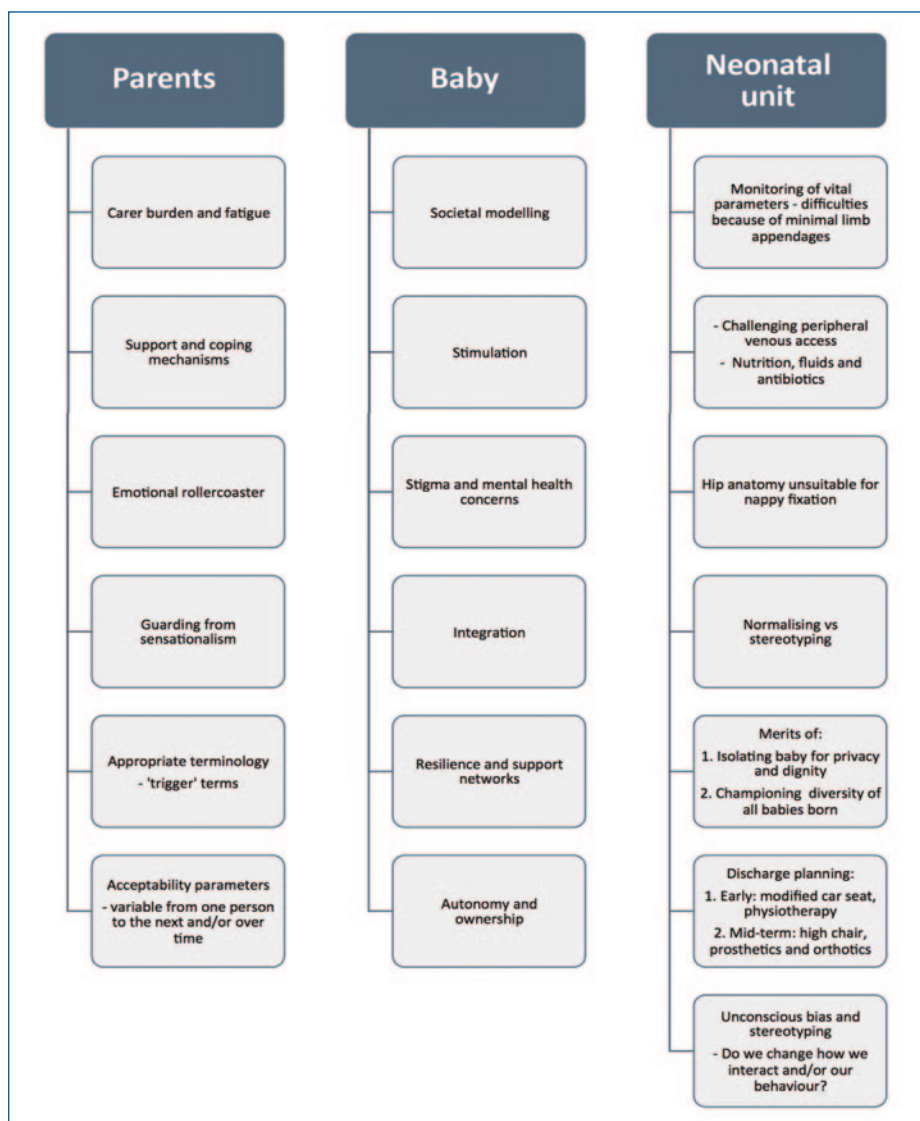 Parents
Carer burden and fatigue
Support and coping
mechanisms
Emotional rollercoaster
Guarding from
sensationalism
Appropriate terminology
- 'trigger' terms
Acceptability parameters
- variable from one person
to the next and/or over
time
Baby
Societal modelling
Stimulation
Stigma and mental health
concerns
Integration
Resilience and support
networks
Autonomy and
ownership
Neonatal
unit
Monitoring of vital
parameters - difficulties
because of minimal limb
appendages
- Challenging peripheral
venous access
- Nutrition, fluids and
antibiotics
Hip anatomy unsuitable for
nappy fixation
Normalising vs
stereotyping
Merits of:
1. Isolating baby for privacy
and dignity
2. Championing diversity of
all babies born
Discharge planning:
1. Early: modified car seat,
physiotherapy
2. Mid-term: high chair,
prosthetics and orthotics
Unconscious bias and
stereotyping
- Do we change how we
interact and/or our
behaviour?